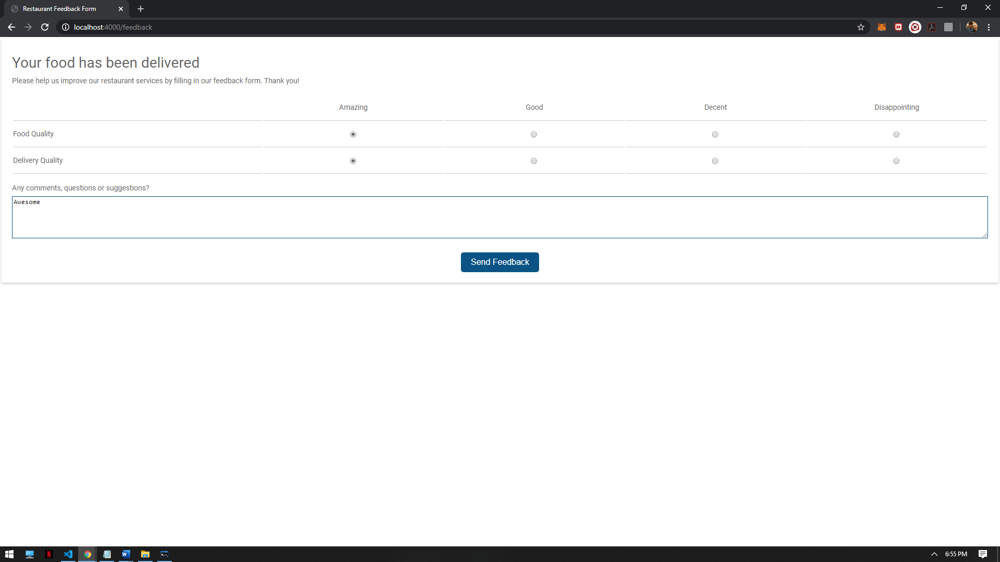 Restaurant Feedback Form
localhost:4000/feedback
Your food has been delivered
Please help us improve our restaurant services by filling in our feedback form. Thank you!
Amazing Good Decent Disappointing
Food Quality
Delivery Quality
Any comments, questions or suggestions?
Awesome
Send Feedback
6:55 PM